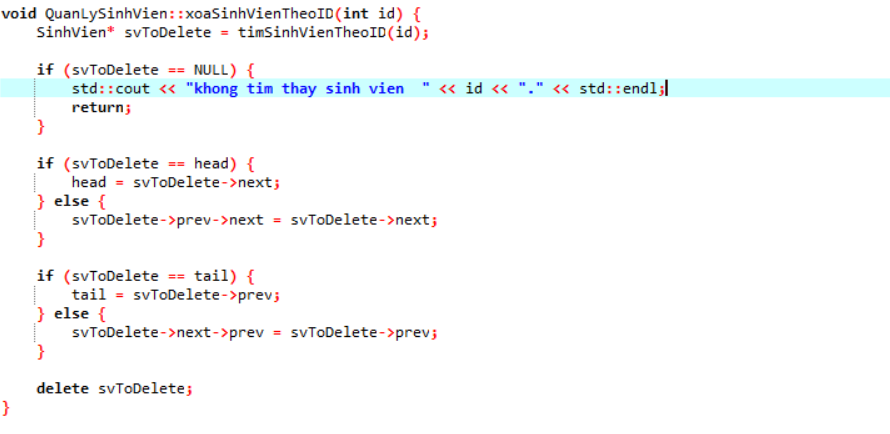 void QuanLySinhVien::xoaSinhVienTheoID(int id) {
    SinhVien* svToDelete = timSinhVienTheoID(id);

    if (svToDelete == NULL) {
        std::cout << "khong tim thay sinh vien  " << id << "." << std::endl;
        return;
    }

    if (svToDelete == head) {
        head = svToDelete->next;
    } else {
        svToDelete->prev->next = svToDelete->next;
    }

    if (svToDelete == tail) {
        tail = svToDelete->prev;
    } else {
        svToDelete->next->prev = svToDelete->prev;
    }

    delete svToDelete;
}